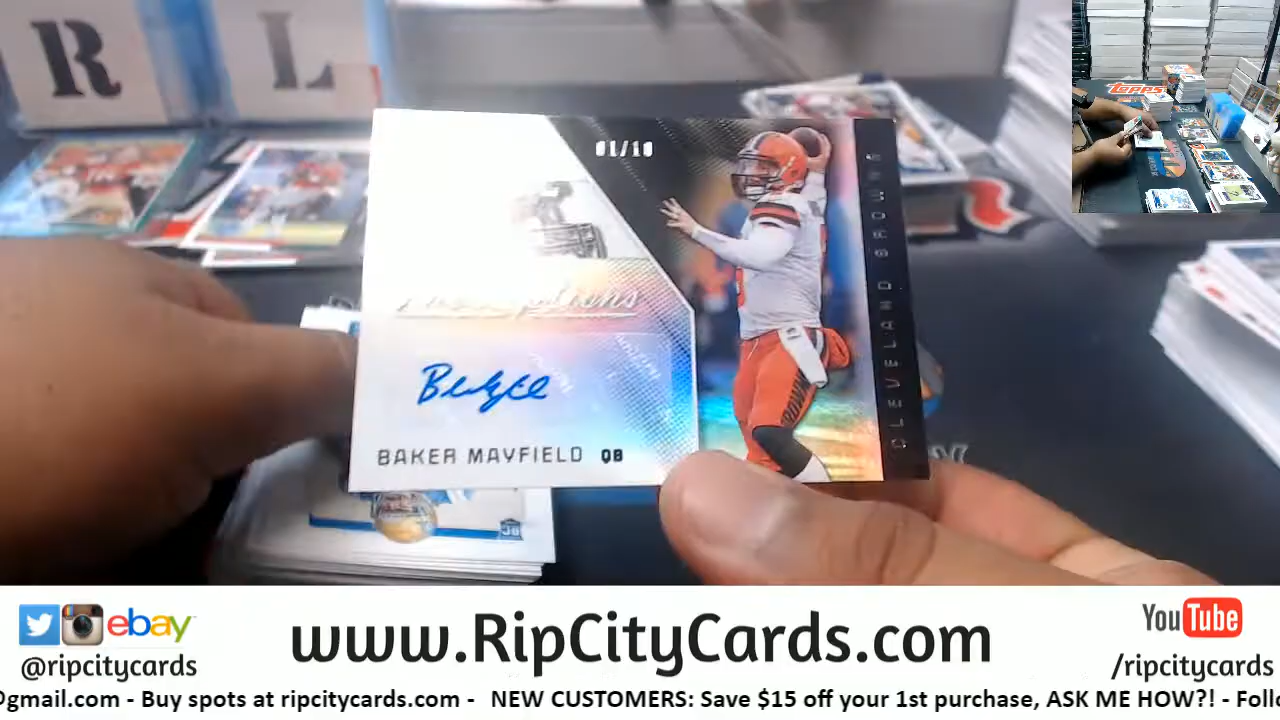 R L
Topps
01/10
CLEVELAND BROWNS
BAKER MAYFIELD QB
ebay
@ripcitycards
www.RipCityCards.com
YouTube
/ripcitycards
@gmail.com - Buy spots at ripcitycards.com - NEW CUSTOMERS: Save $15 off your 1st purchase, ASK ME HOW?! - Follo